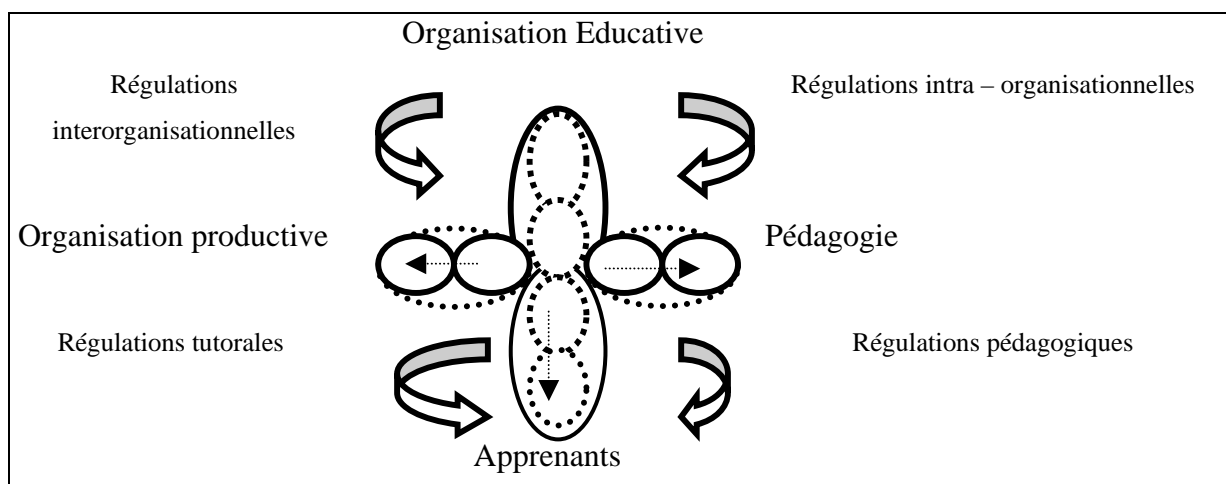 Organisation Educative
Régulations
interorganisationnelles
Régulations intra – organisationnelles
Organisation productive
Pédagogie
Régulations tutorales
Régulations pédagogiques
Apprenants